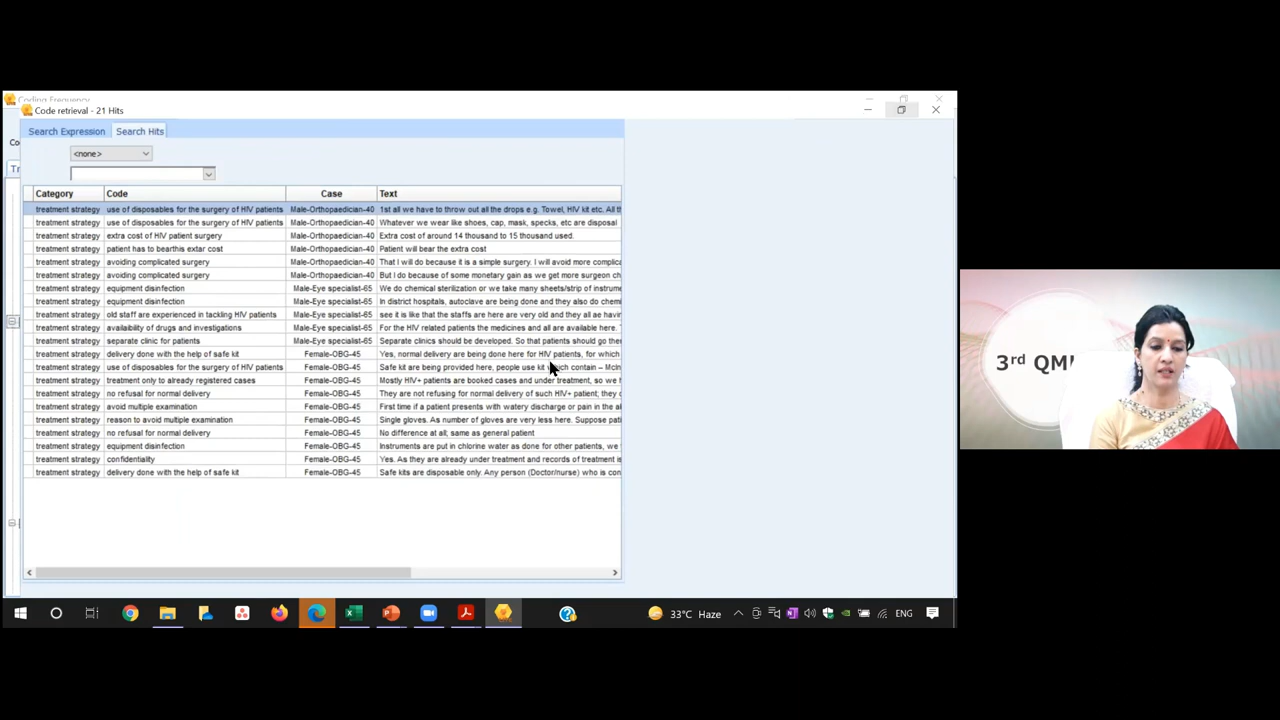 Coding Frequency
Code retrieval - 21 Hits
Co
Search Expression Search Hits
<none>
Tr
Category Code Case Text
treatment strategy use of disposables for the surgery of HIV patients Male-Orthopaedician-40 1st all we have to throw out all the drops e.g. Towel, HIV kit etc. All th
treatment strategy use of disposables for the surgery of HIV patients Male-Orthopaedician-40 Whatever we wear like shoes, cap, mask, specks, etc are disposal
treatment strategy extra cost of HIV patient surgery Male-Orthopaedician-40 Extra cost of around 14 thousand to 15 thousand used.
treatment strategy patient has to bearthis extar cost Male-Orthopaedician-40 Patient will bear the extra cost
treatment strategy avoiding complicated surgery Male-Orthopaedician-40 That I will do because it is a simple surgery. I will avoid more complica
treatment strategy avoiding complicated surgery Male-Orthopaedician-40 But I do because of some monetary gain as we get more surgeon ch
treatment strategy equipment disinfection Male-Eye specialist-65 We do chemical sterilization or we take many sheets/strip of instrume
treatment strategy equipment disinfection Male-Eye specialist-65 In district hospitals, autoclave are being done and they also do chemi
treatment strategy old staff are experienced in tackling HIV patients Male-Eye specialist-65 see it is like that the staffs are here are very old and they all ae having
treatment strategy availaibility of drugs and investigations Male-Eye specialist-65 For the HIV related patients the medicines and all are available here. T
treatment strategy separate clinic for patients Male-Eye specialist-65 Separate clinics should be developed. So that patients should go ther
treatment strategy delivery done with the help of safe kit Female-OBG-45 Yes, normal delivery are being done here for HIV patients, for which
treatment strategy use of disposables for the surgery of HIV patients Female-OBG-45 Safe kit are being provided here, people use kit which contain – McIn
treatment strategy treatment only to already registered cases Female-OBG-45 Mostly HIV+ patients are booked cases and under treatment, so we h
treatment strategy no refusal for normal delivery Female-OBG-45 They are not refusing for normal delivery of such HIV+ patient; they c
treatment strategy avoid multiple examination Female-OBG-45 First time if a patient presents with watery discharge or pain in the al
treatment strategy reason to avoid multiple examination Female-OBG-45 Single gloves. As number of gloves are very less here. Suppose pati
treatment strategy no refusal for normal delivery Female-OBG-45 No difference at all; same as general patient
treatment strategy equipment disinfection Female-OBG-45 Instruments are put in chlorine water as done for other patients, we
treatment strategy confidentiality Female-OBG-45 Yes. As they are already under treatment and records of treatment is
treatment strategy delivery done with the help of safe kit Female-OBG-45 Safe kits are disposable only. Any person (Doctor/nurse) who is con
33°C Haze ENG
3rd QM